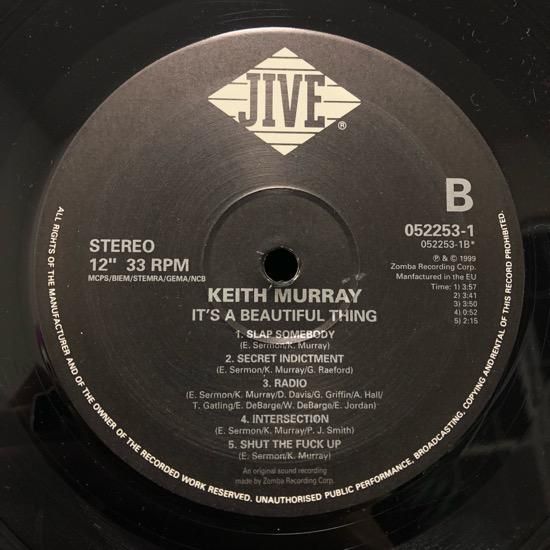 JIVE
®
B
052253-1
052253-1B*
℗ & © 1999
Zomba Recording Corp.
Manfactured in the EU
Time: 1) 3:57
2) 3:41
3) 3:50
4) 0:52
5) 2:15
STEREO
12" 33 RPM
MCPS/BIEM/STEMRA/GEMA/NCB
KEITH MURRAY
IT'S A BEAUTIFUL THING
1. SLAP SOMEBODY
(E. Sermon/K. Murray)
2. SECRET INDICTMENT
(E. Sermon/K. Murray/G. Raeford)
3. RADIO
(E. Sermon/K. Murray/D. Davis/G. Griffin/A. Hall/
T. Gatling/E. DeBarge/W. DeBarge/E. Jordan)
4. INTERSECTION
(E. Sermon/K. Murray/P. J. Smith)
5. SHUT THE FUCK UP
(E. Sermon/K. Murray)
An original sound recording
made by Zomba Recording Corp.
ALL RIGHTS OF THE MANUFACTURER AND OF THE OWNER OF THE RECORDED WORK RESERVED. UNAUTHORISED PUBLIC PERFORMANCE, BROADCASTING, COPYING AND RENTAL OF THIS RECORD PROHIBITED.